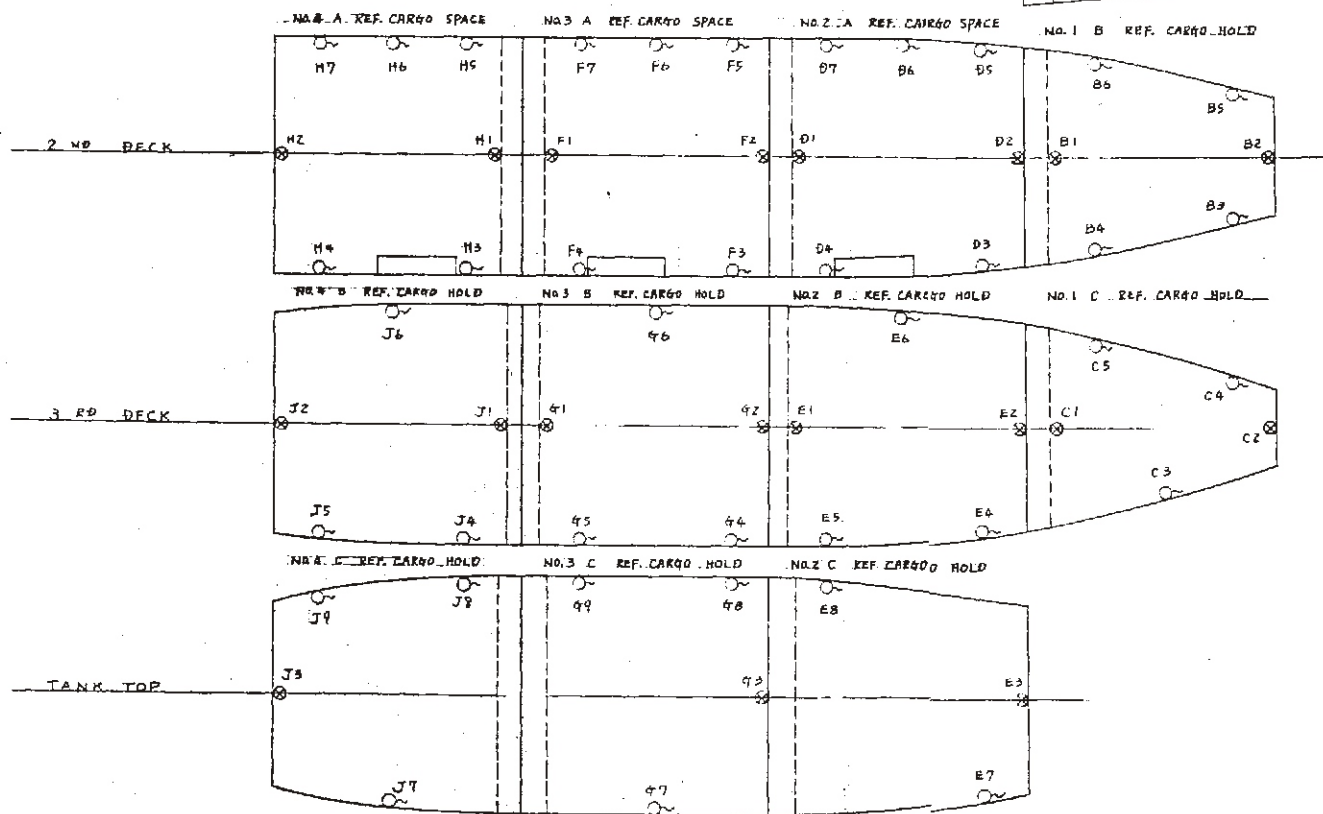 NO.4 A REF. CARGO SPACE NO.3 A REF. CARGO SPACE NO.2 A REF. CAIRGO SPACE NO.1 B REF. CARGO HOLD
H7 H6 H5 F7 F6 F5 D7 D6 D5 B6 B5
2 ND DECK H2 H1 F1 F2 D1 D2 B1 B2
H4 H3 F4 F3 D4 D3 B4 B3
NO.4 B REF. CARGO HOLD NO.3 B REF. CARGO HOLD NO.2 B REF. CARGO HOLD NO.1 C REF. CARGO HOLD
J6 G6 E6 C5 C4
3 RD DECK J2 J1 G1 G2 E1 E2 C1 C2
J5 J4 G5 G4 E5 E4 C3
NO.4 C REF. CARGO HOLD NO.3 C REF. CARGO HOLD NO.2 C REF. CARGO HOLD
J9 J8 G9 G8 E8
TANK TOP J3 G3 E3
J7 G7 E7